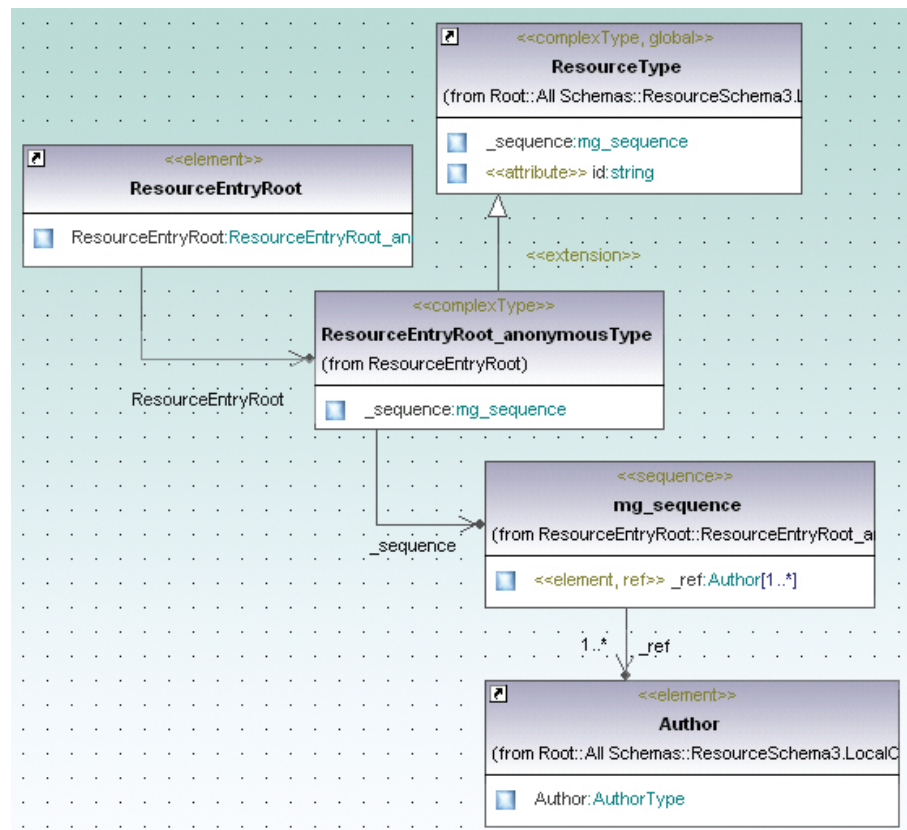 <<complexType, global>>
ResourceType
(from Root::All Schemas::ResourceSchema3.L
_sequence:mg_sequence
<<attribute>> id:string
<<element>>
ResourceEntryRoot
ResourceEntryRoot:ResourceEntryRoot_an
<<extension>>
<<complexType>>
ResourceEntryRoot_anonymousType
(from ResourceEntryRoot)
_sequence:mg_sequence
ResourceEntryRoot
<<sequence>>
mg_sequence
(from ResourceEntryRoot::ResourceEntryRoot_a
<<element, ref>> _ref:Author[1..*]
_sequence
1..* _ref
<<element>>
Author
(from Root::All Schemas::ResourceSchema3.LocalC
Author:AuthorType